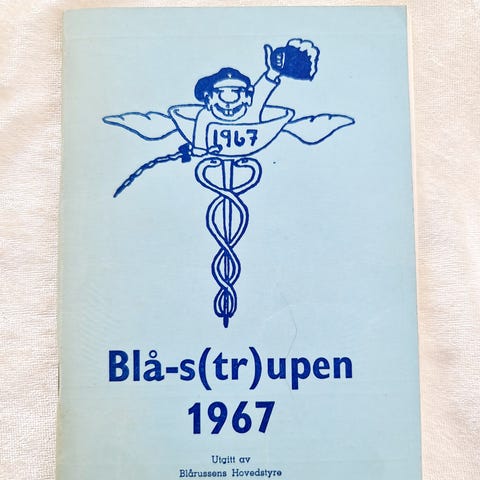 1967
Blå-s(tr)upen
1967
Utgitt av
Blårussens Hovedstyre